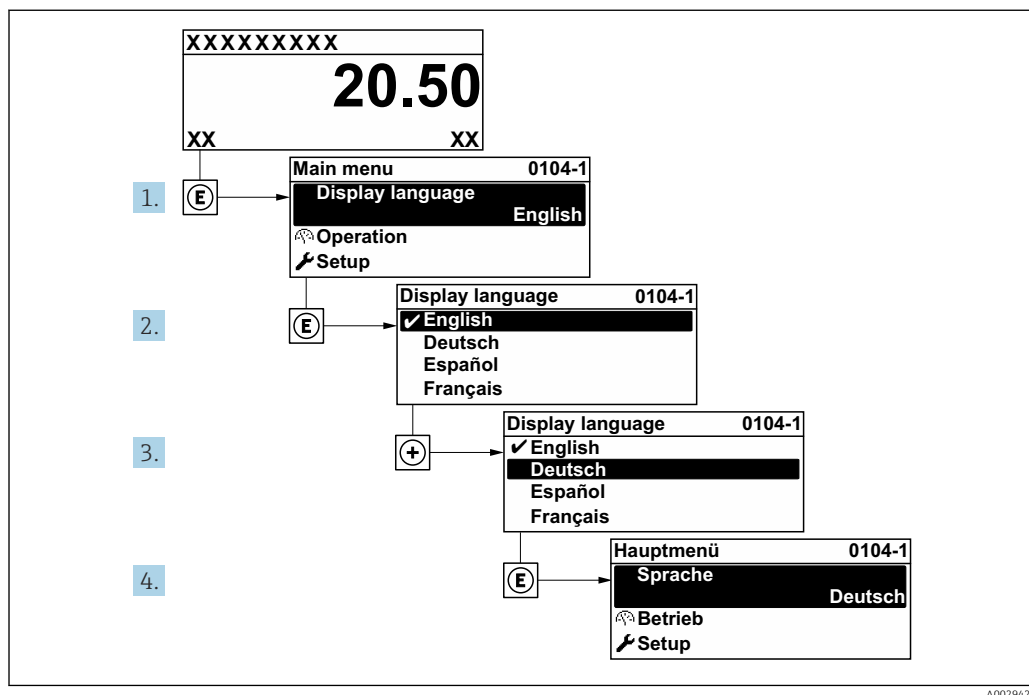 XXXXXXXXX
20.50
XX XX
1. E
Main menu 0104-1
Display language
English
Operation
Setup
2. E
Display language 0104-1
✔ English
Deutsch
Español
Français
3. +
Display language 0104-1
✔ English
Deutsch
Español
Français
4. E
Hauptmenü 0104-1
Sprache
Deutsch
Betrieb
Setup